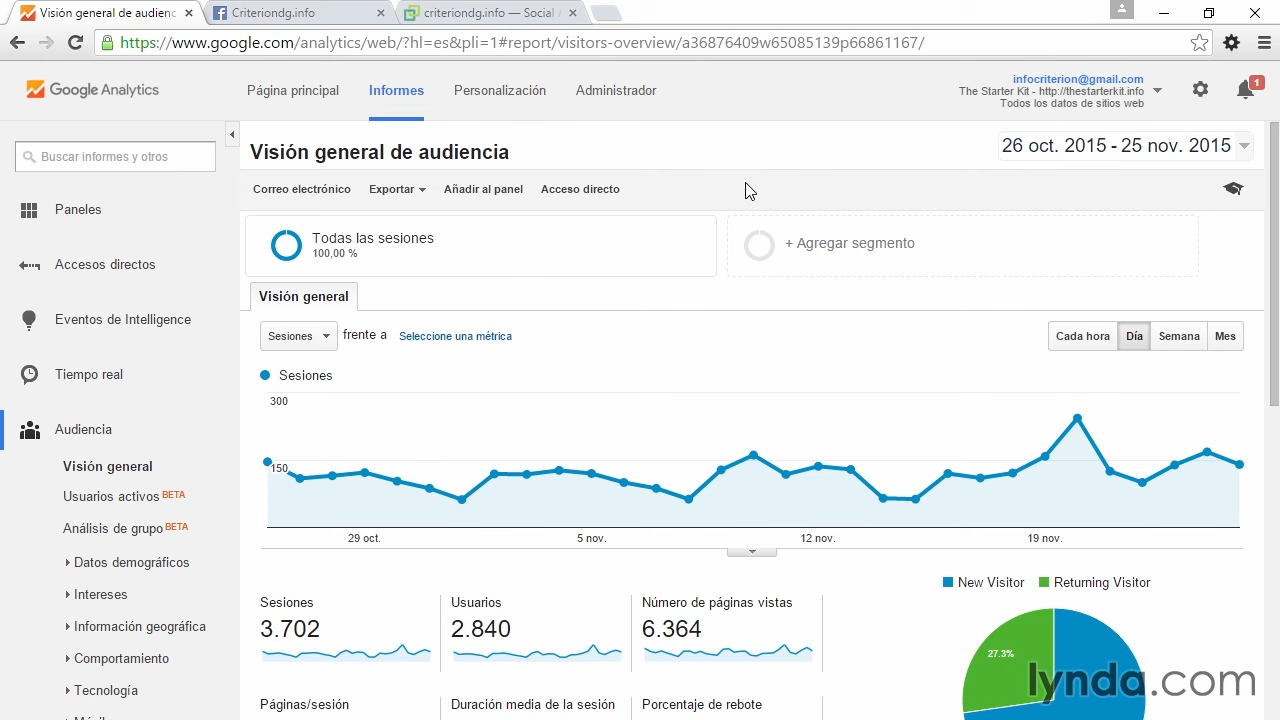 Visión general de audienc
Criteriondg.info
criteriondg.info — Social
https://www.google.com/analytics/web/?hl=es&pli=1#report/visitors-overview/a36876409w65085139p66861167/
Google Analytics
Página principal
Informes
Personalización
Administrador
infocriterion@gmail.com
The Starter Kit - http://thestarterkit.info
Todos los datos de sitios web
1
Buscar informes y otros
Visión general de audiencia
26 oct. 2015 - 25 nov. 2015
Correo electrónico
Exportar
Añadir al panel
Acceso directo
Paneles
Accesos directos
Eventos de Intelligence
Tiempo real
Audiencia
Visión general
Usuarios activos BETA
Análisis de grupo BETA
Datos demográficos
Intereses
Información geográfica
Comportamiento
Tecnología
Todas las sesiones
100,00 %
+ Agregar segmento
Visión general
Sesiones
frente a
Seleccione una métrica
Cada hora
Día
Semana
Mes
Sesiones
300
150
29 oct.
5 nov.
12 nov.
19 nov.
New Visitor
Returning Visitor
Sesiones
3.702
Usuarios
2.840
Número de páginas vistas
6.364
27.3%
Páginas/sesión
Duración media de la sesión
Porcentaje de rebote
lynda.com